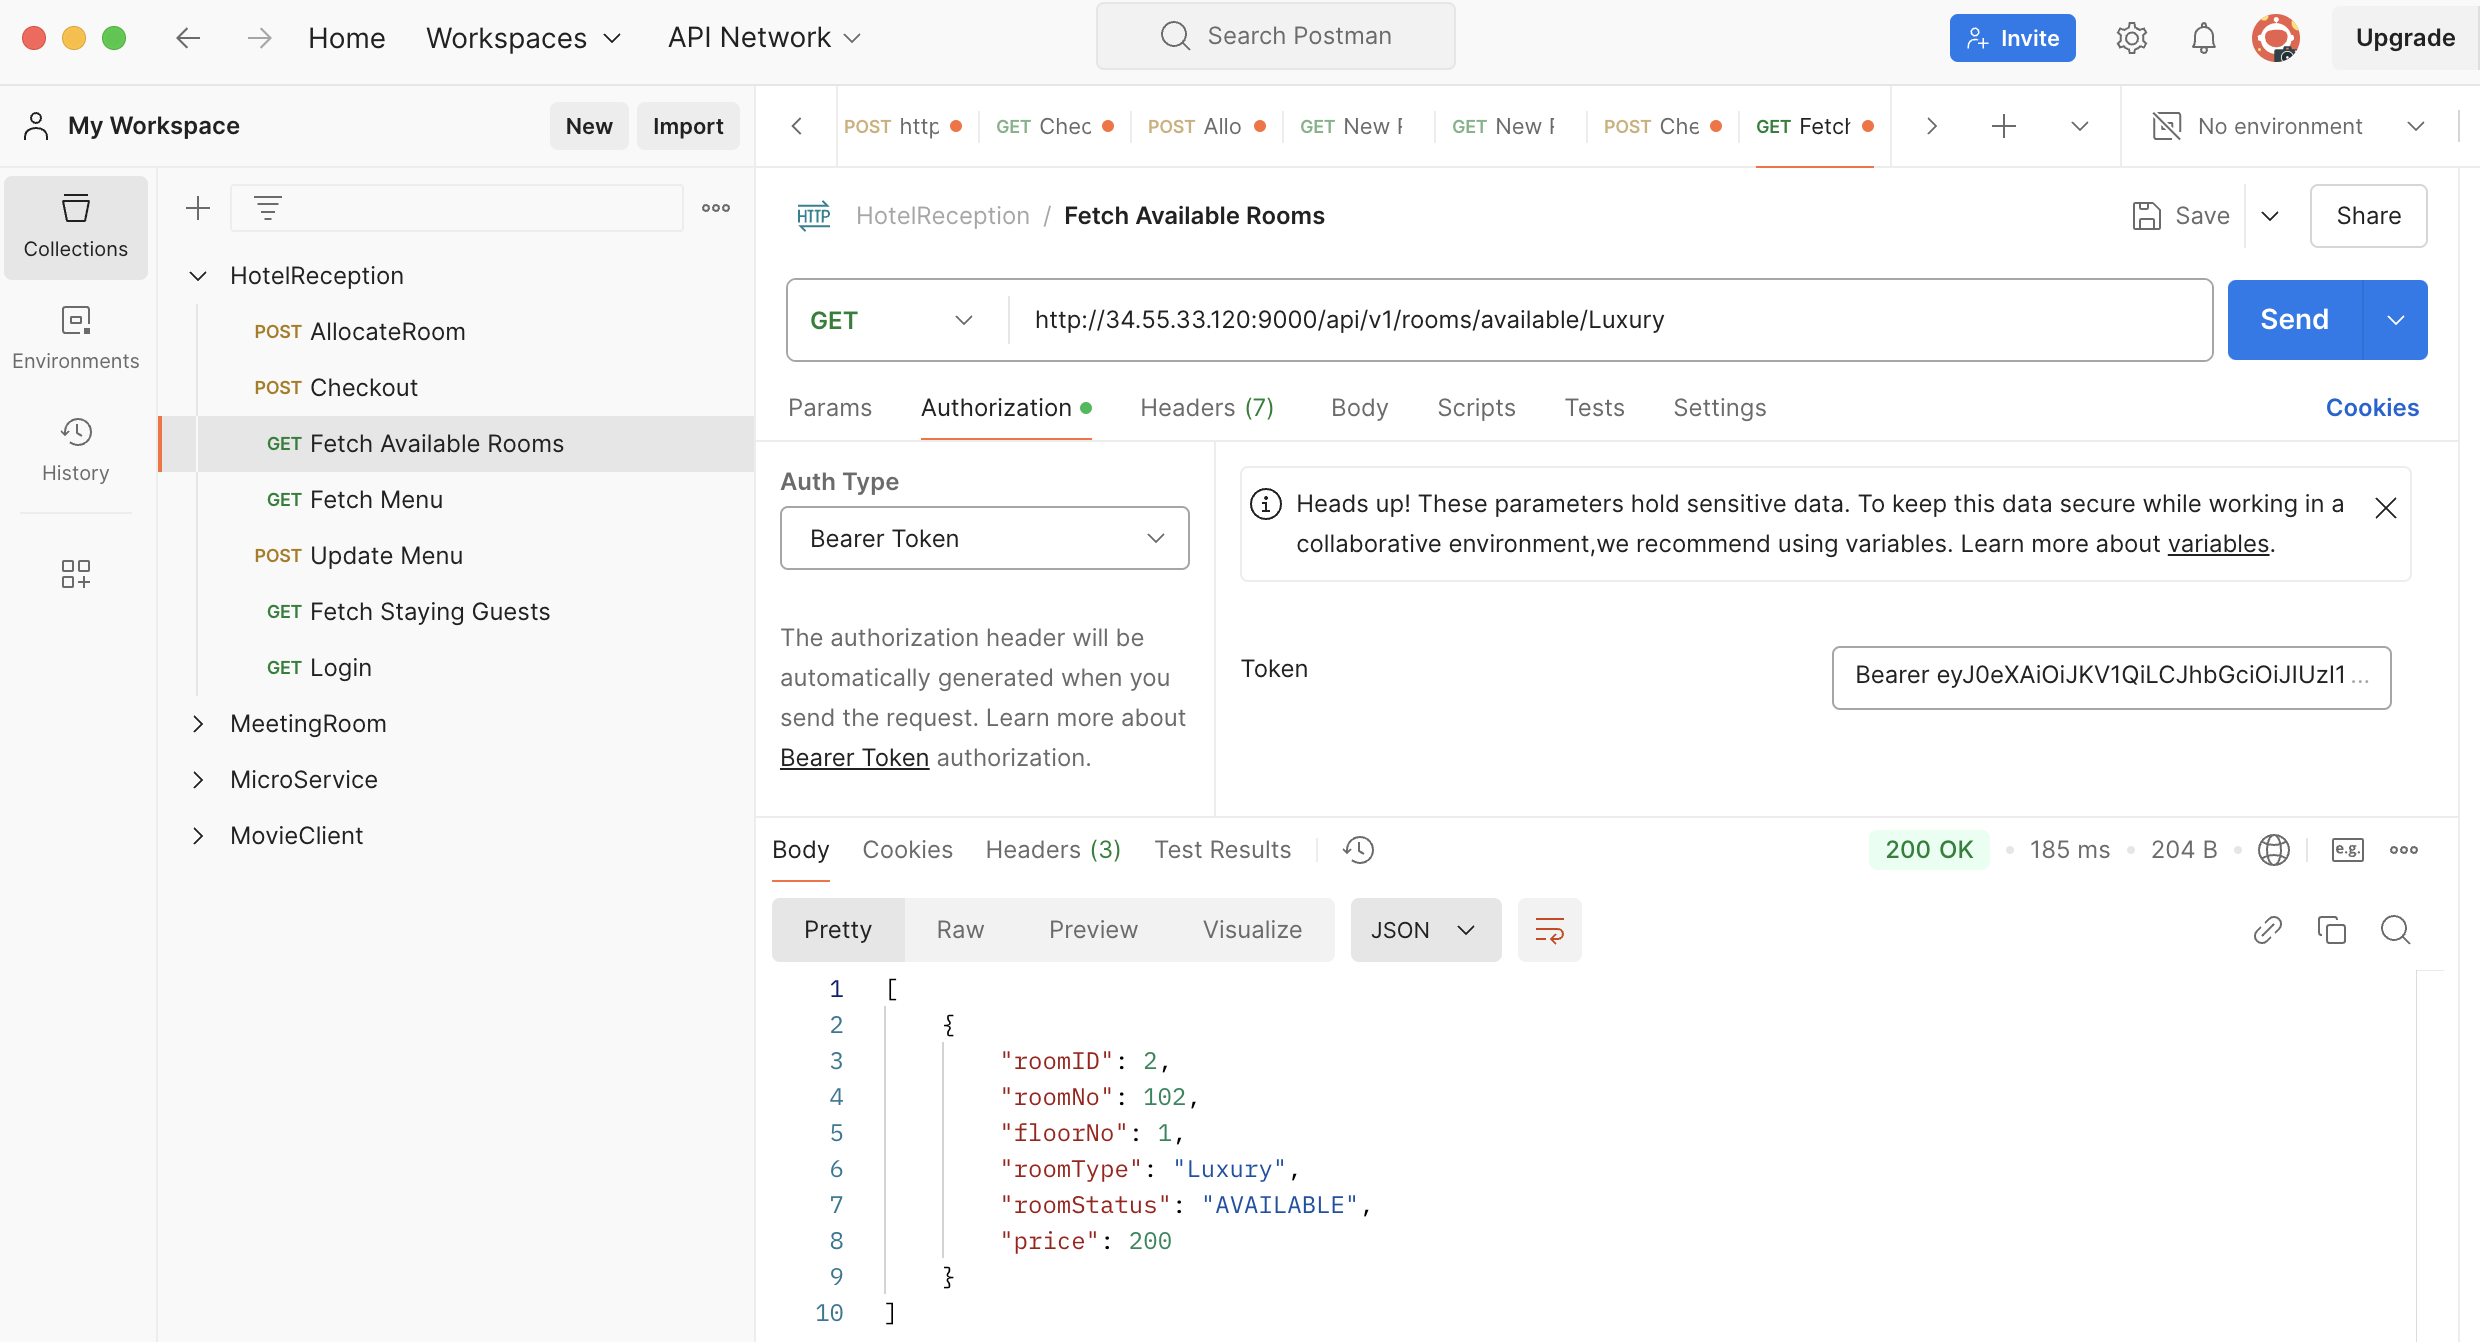 Home Workspaces API Network Search Postman Invite Upgrade
My Workspace New Import
POST http GET Chec POST Allo GET New F GET New F POST Che GET Fetch No environment
Collections
Environments
History
HotelReception
POST AllocateRoom
POST Checkout
GET Fetch Available Rooms
GET Fetch Menu
POST Update Menu
GET Fetch Staying Guests
GET Login
MeetingRoom
MicroService
MovieClient
HTTP HotelReception / Fetch Available Rooms Save Share
GET http://34.55.33.120:9000/api/v1/rooms/available/Luxury Send
Params Authorization Headers (7) Body Scripts Tests Settings Cookies
Auth Type
Bearer Token
The authorization header will be
automatically generated when you
send the request. Learn more about
Bearer Token authorization.
Heads up! These parameters hold sensitive data. To keep this data secure while working in a
collaborative environment,we recommend using variables. Learn more about variables.
Token Bearer eyJ0eXAiOiJKV1QiLCJhbGciOiJIUzI1 ...
Body Cookies Headers (3) Test Results 200 OK 185 ms 204 B e.g.
Pretty Raw Preview Visualize JSON
1 [
2 {
3 "roomID": 2,
4 "roomNo": 102,
5 "floorNo": 1,
6 "roomType": "Luxury",
7 "roomStatus": "AVAILABLE",
8 "price": 200
9 }
10 ]